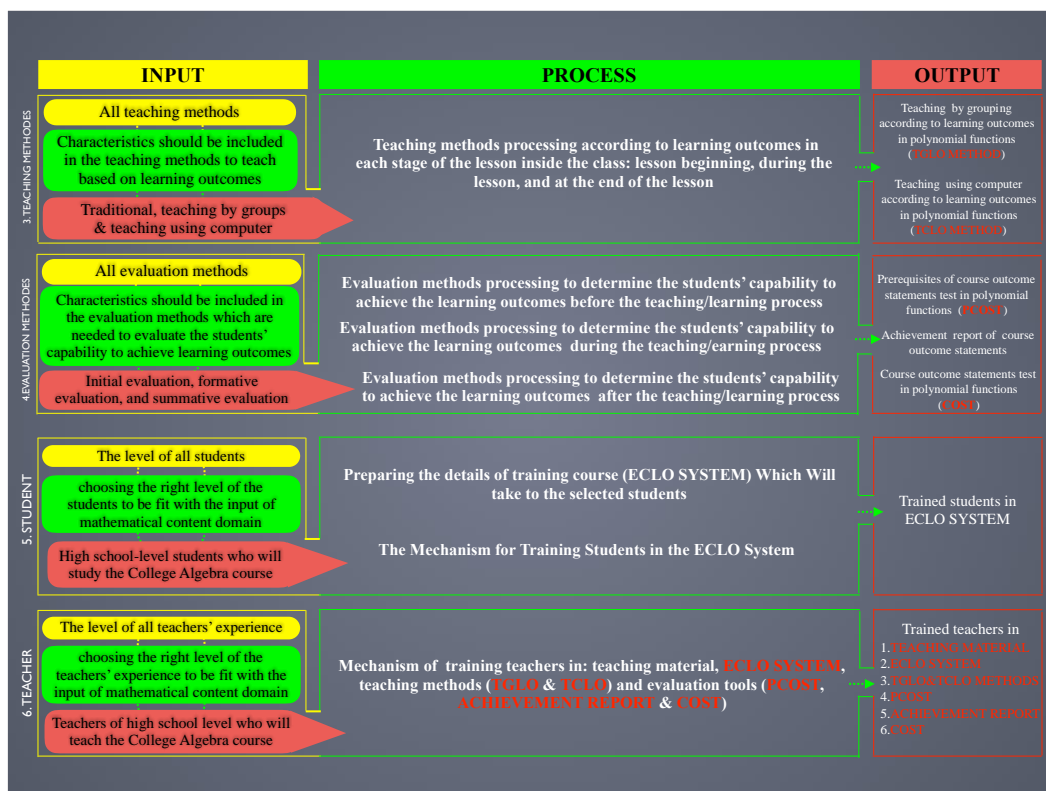 INPUT
PROCESS
OUTPUT
3.TEACHING METHODES
All teaching methods
Characteristics should be included
in the teaching methods to teach
based on learning outcomes
Traditional, teaching by groups
& teaching using computer
Teaching methods processing according to learning outcomes in
each stage of the lesson inside the class: lesson beginning, during the
lesson, and at the end of the lesson
Teaching by grouping
according to learning outcomes
in polynomial functions
(TGLO METHOD)
Teaching using computer
according to learning outcomes
in polynomial functions
(TCLO METHOD)
4.EVALUATION METHODES
All evaluation methods
Characteristics should be included in
the evaluation methods which are
needed to evaluate the students'
capability to achieve learning outcomes
Initial evaluation, formative
evaluation, and summative evaluation
Evaluation methods processing to determine the students' capability to
achieve the learning outcomes before the teaching/learning process
Evaluation methods processing to determine the students' capability to
achieve the learning outcomes during the teaching/earning process
Evaluation methods processing to determine the students' capability
to achieve the learning outcomes after the teaching/learning process
Prerequisites of course outcome
statements test in polynomial
functions (PCOST)
Achievement report of course
outcome statements
Course outcome statements test
in polynomial functions
(COST)
5.STUDENT
The level of all students
choosing the right level of the
students to be fit with the input of
mathematical content domain
High school-level students who will
study the College Algebra course
Preparing the details of training course (ECLO SYSTEM) Which Will
take to the selected students
The Mechanism for Training Students in the ECLO System
Trained students in
ECLO SYSTEM
6.TEACHER
The level of all teachers' experience
choosing the right level of the
teachers'experience to be fit with the
input of mathematical content domain
Teachers of high school level who will
teach the College Algebra course
Mechanism of training teachers in: teaching material, ECLO SYSTEM,
teaching methods (TGLO & TCLO) and evaluation tools (PCOST,
ACHIEVEMENT REPORT & COST)
Trained teachers in
1.TEACHING MATERIAL
2.ECLO SYSTEM
3.TGLO&TCLO METHODS
4.PCOST
5.ACHIEVEMENT REPORT
6.COST